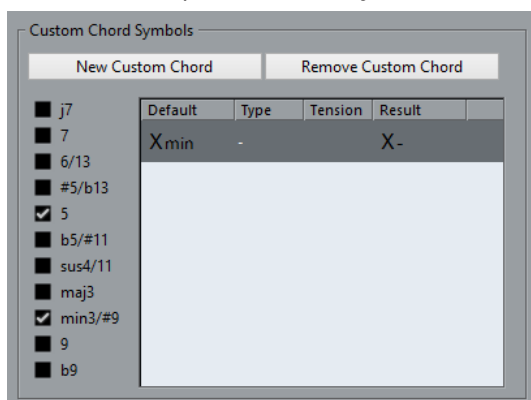 Custom Chord Symbols
New Custom Chord Remove Custom Chord
j7
7
6/13
#5/b13
5
b5/#11
sus4/11
maj3
min3/#9
9
b9
Default Type Tension Result
Xmin - X-